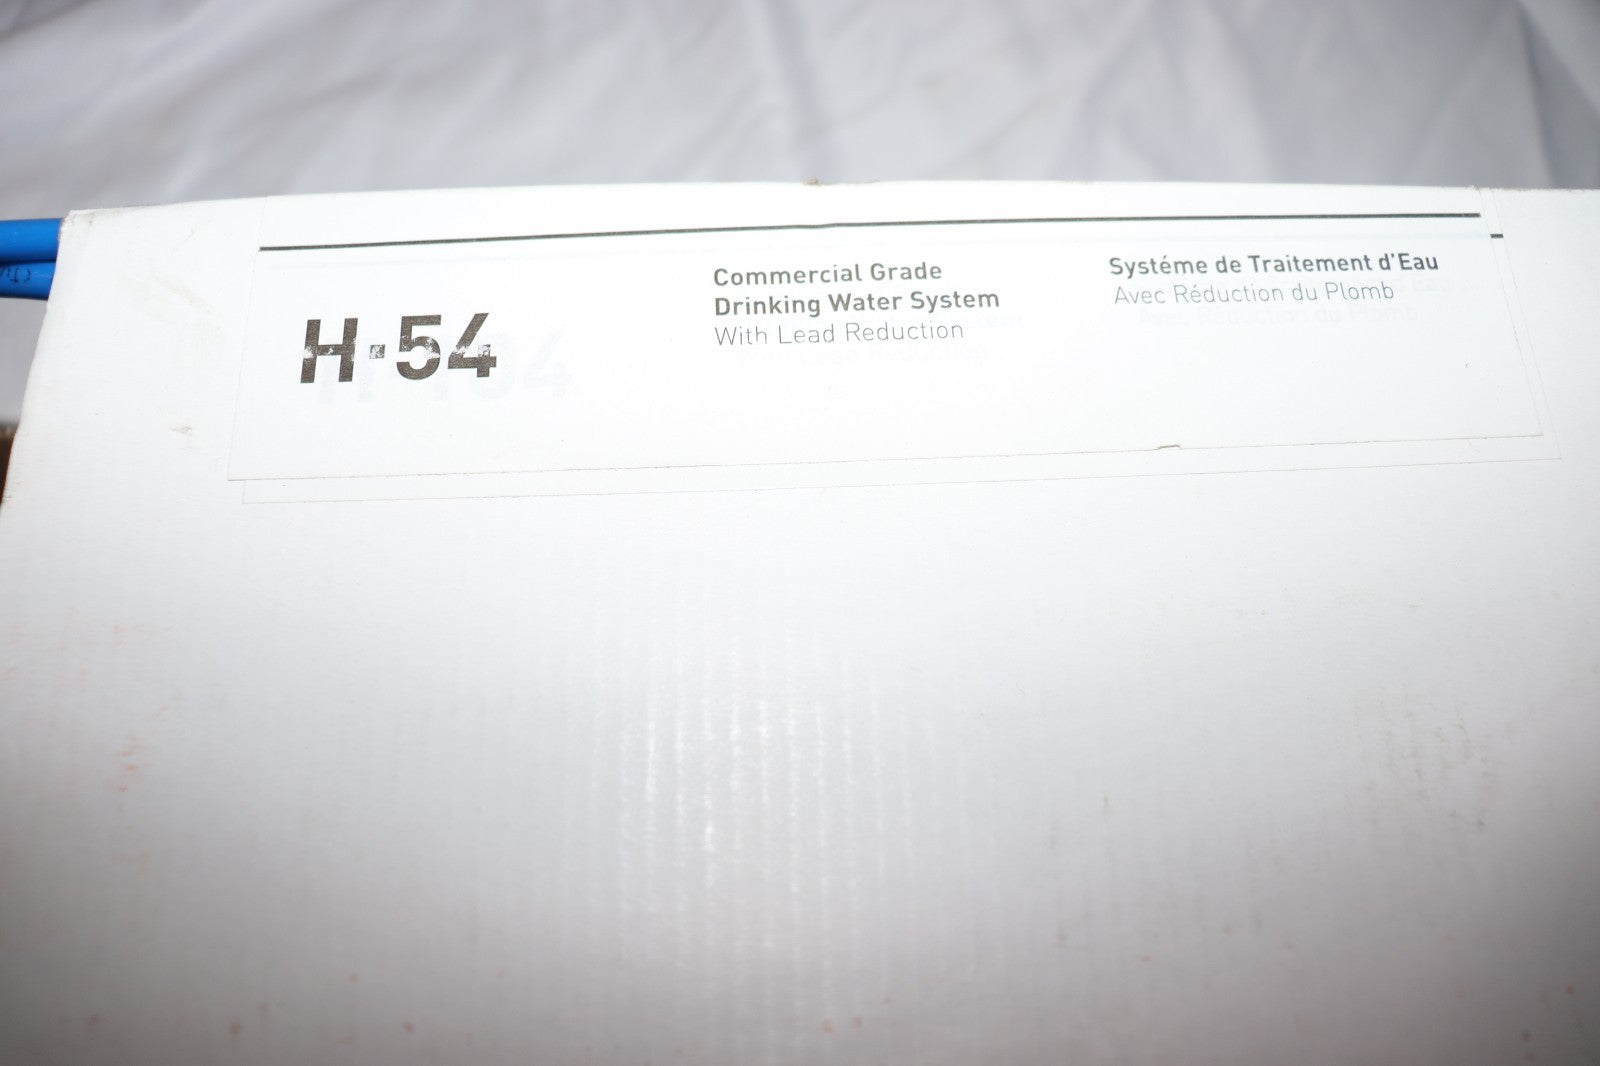 H-54
Commercial Grade
Drinking Water System
With Lead Reduction
Systéme de Traitement d'Eau
Avec Réduction du Plomb